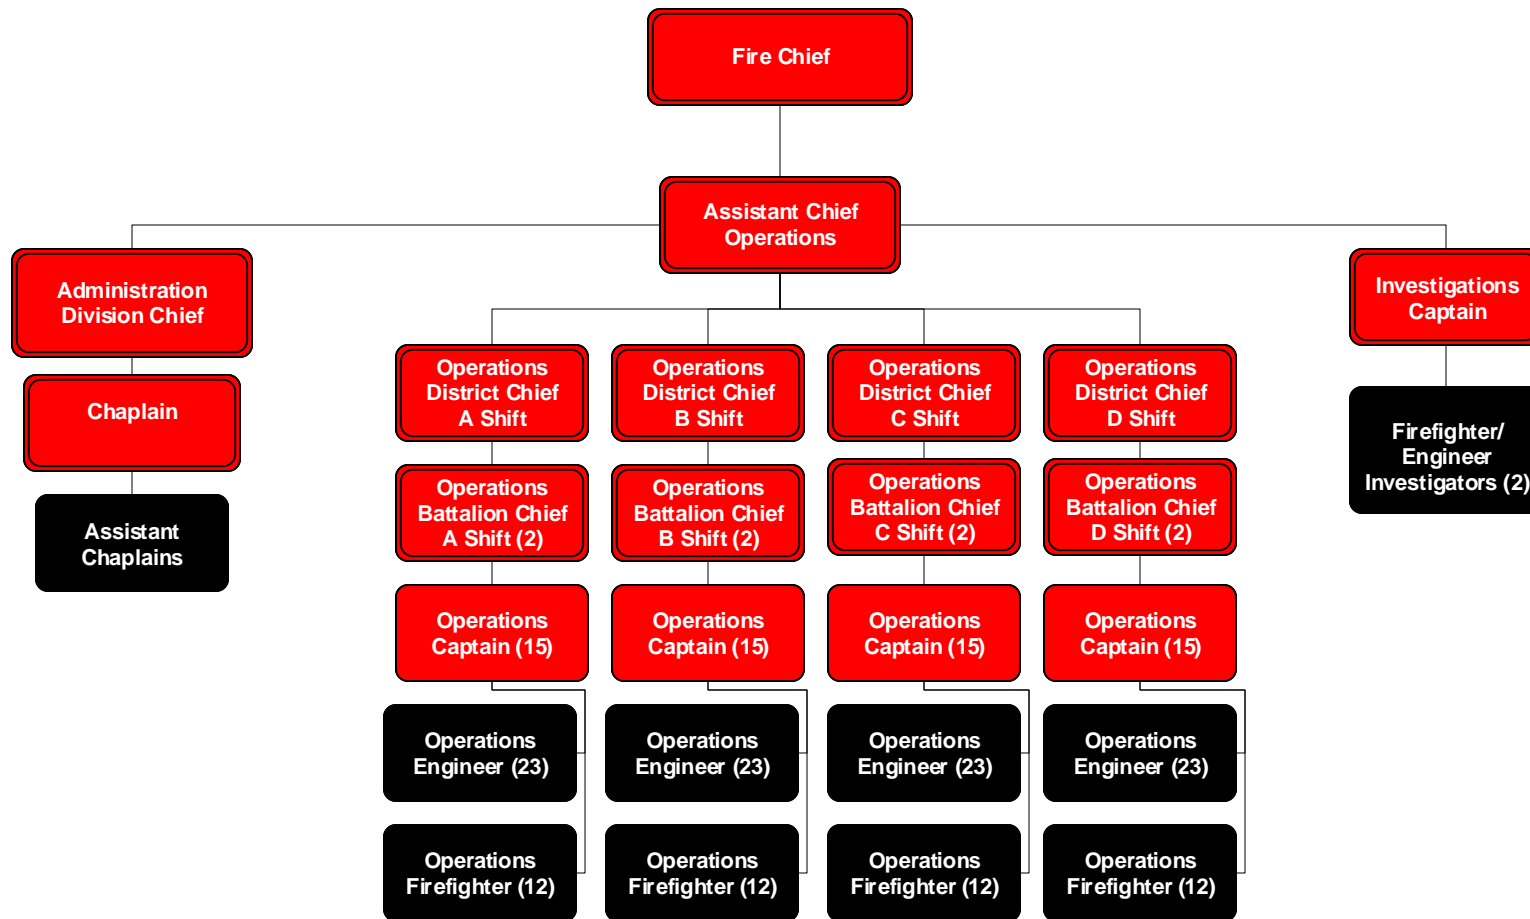 Fire Chief
Assistant Chief
Operations
Administration
Division Chief
Investigations
Captain
Chaplain
Assistant
Chaplains
Firefighter/
Engineer
Investigators (2)
Operations
District Chief
A Shift
Operations
District Chief
B Shift
Operations
District Chief
C Shift
Operations
District Chief
D Shift
Operations
Battalion Chief
A Shift (2)
Operations
Battalion Chief
B Shift (2)
Operations
Battalion Chief
C Shift (2)
Operations
Battalion Chief
D Shift (2)
Operations
Captain (15)
Operations
Captain (15)
Operations
Captain (15)
Operations
Captain (15)
Operations
Engineer (23)
Operations
Engineer (23)
Operations
Engineer (23)
Operations
Engineer (23)
Operations
Firefighter (12)
Operations
Firefighter (12)
Operations
Firefighter (12)
Operations
Firefighter (12)